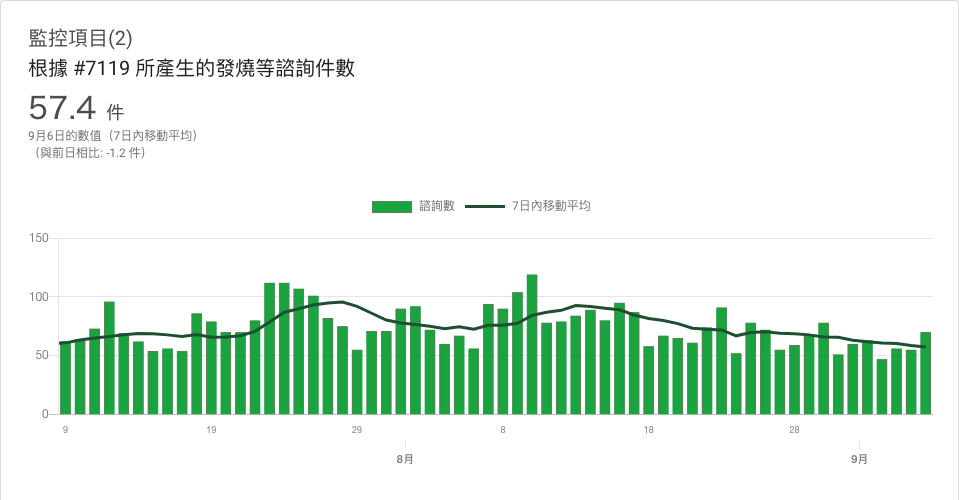 監控項目(2)
根據 #7119 所產生的發燒等諮詢件數
57.4 件
9月6日的數值（7日內移動平均）
（與前日相比: -1.2 件）
諮詢數 7日內移動平均
150
100
50
0
9 19 29 8 18 28
8月 9月